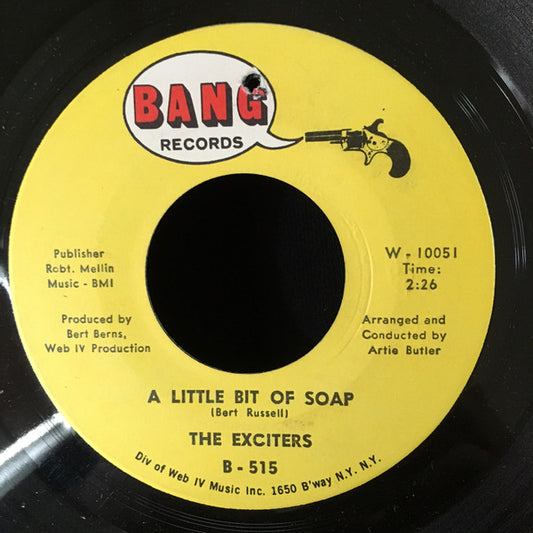 BANG
RECORDS
Publisher
Robt. Mellin
Music - BMI
Produced by
Bert Berns,
Web IV Production
W - 10051
Time:
2:26
Arranged and
Conducted by
Artie Butler
A LITTLE BIT OF SOAP
(Bert Russell)
THE EXCITERS
B - 515
Div of Web IV Music Inc. 1650 B'way N.Y. N.Y.